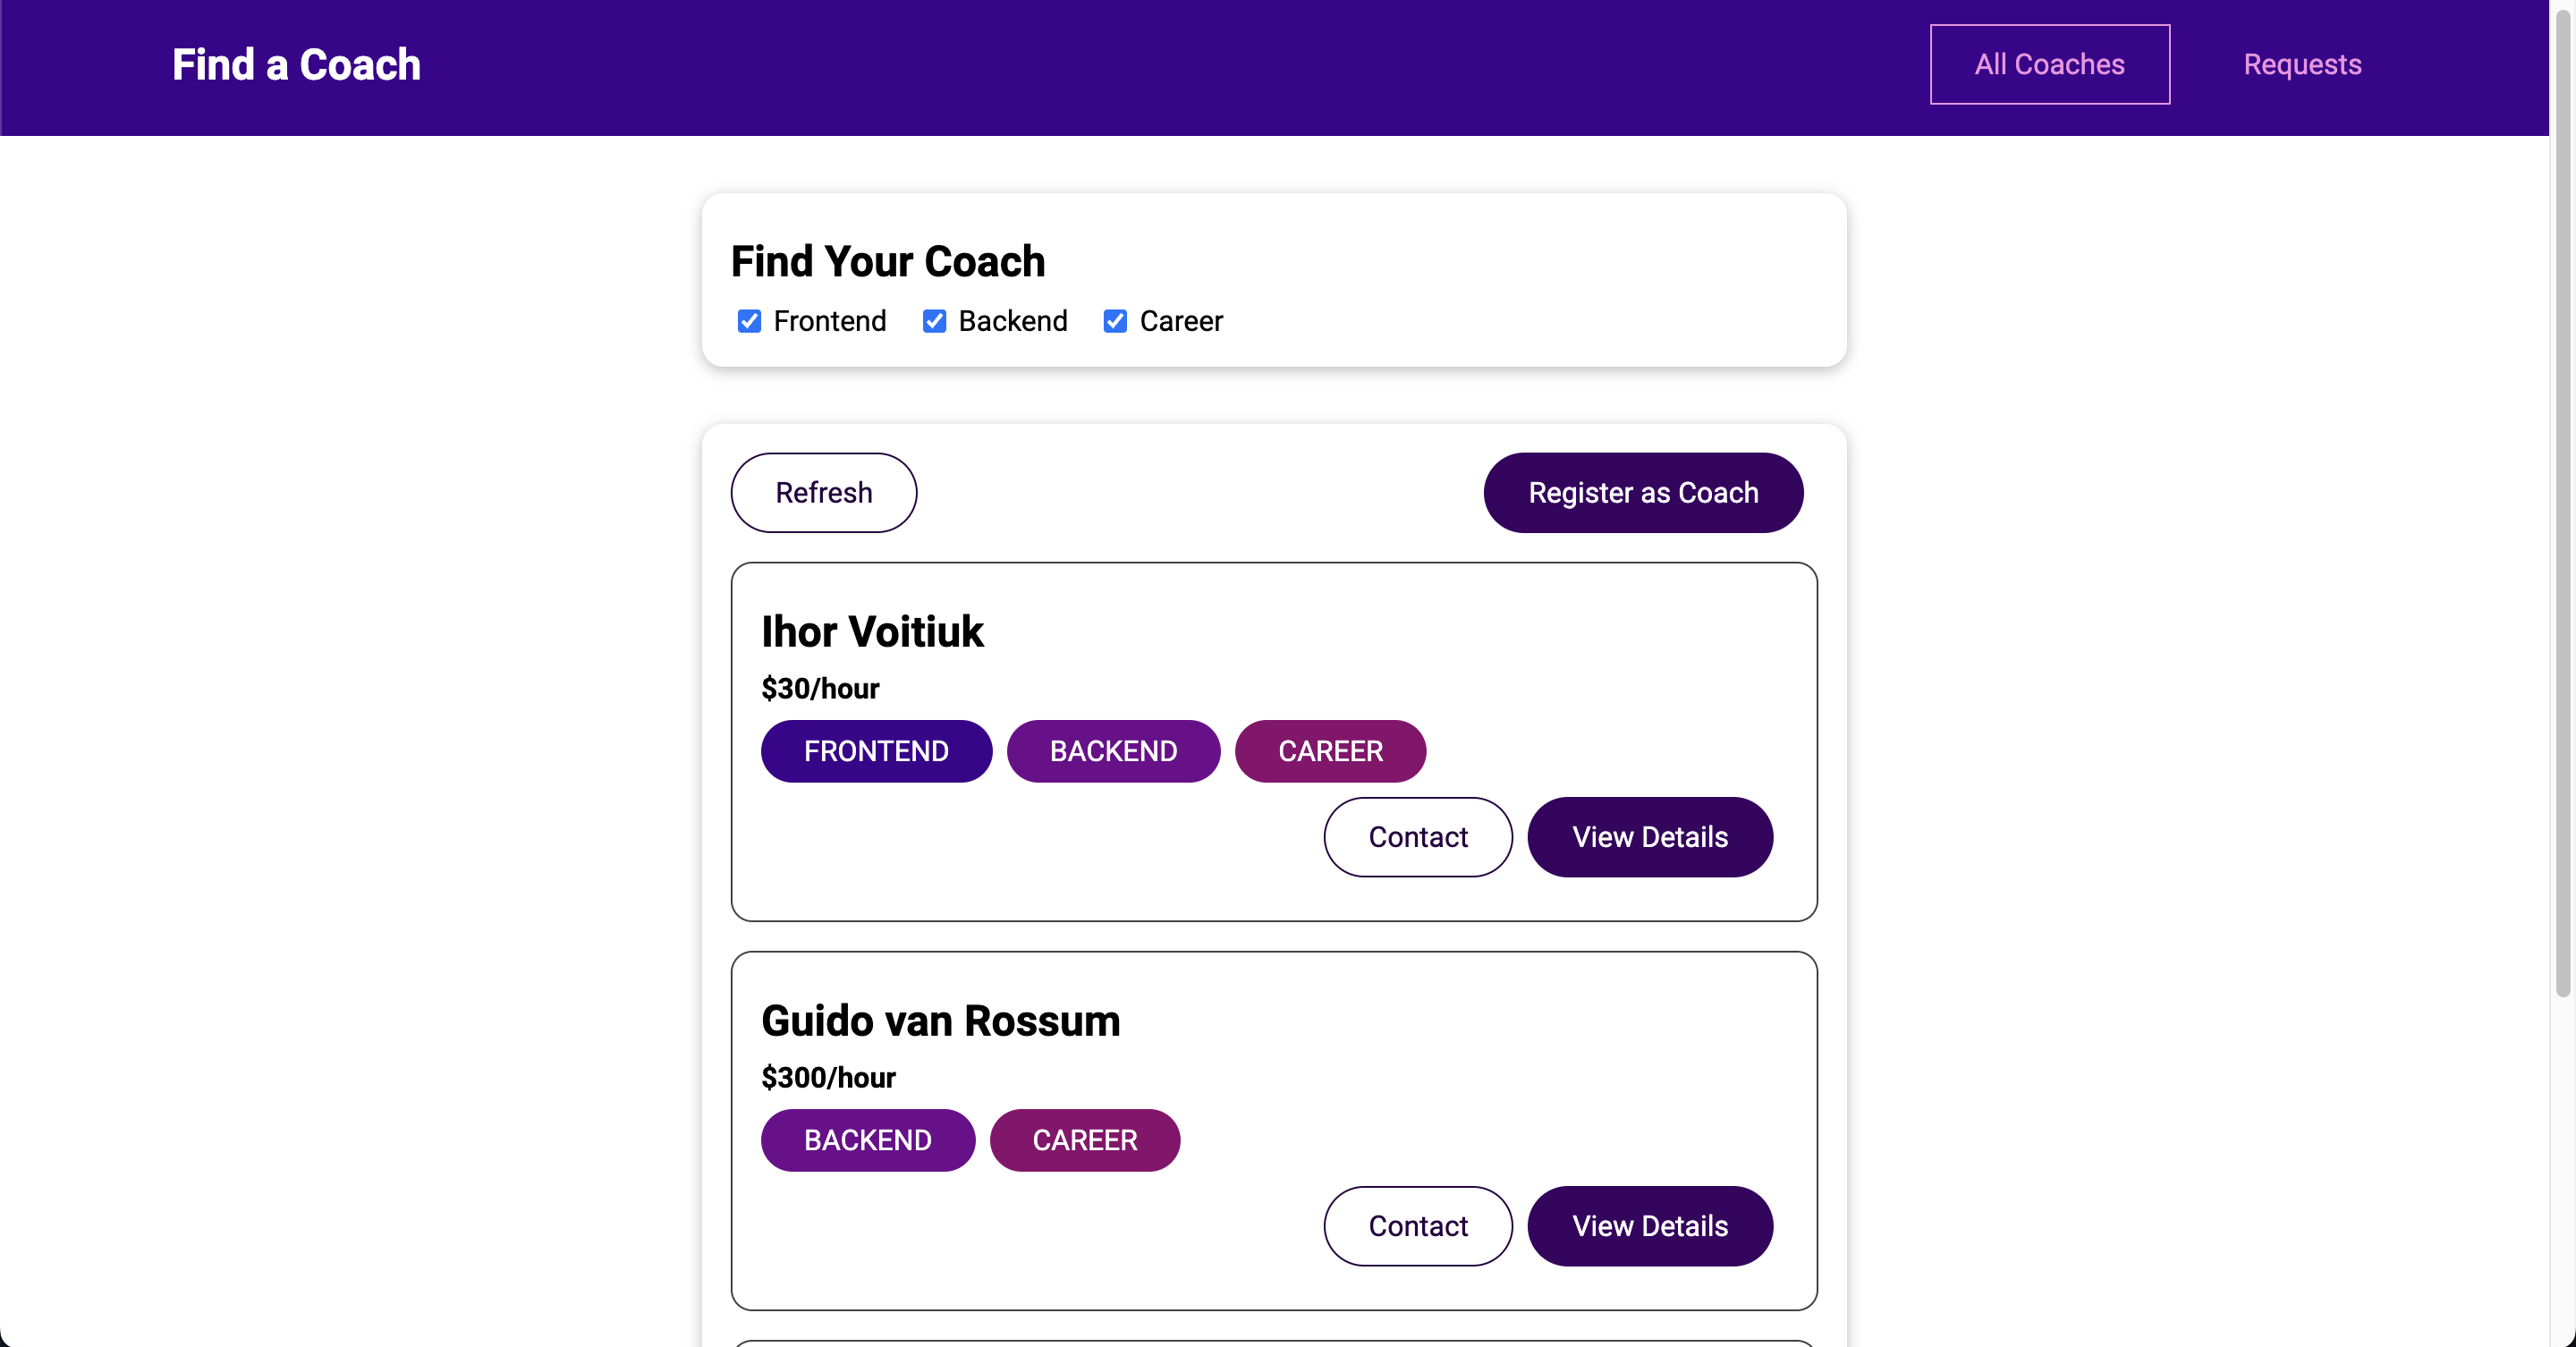 Find a Coach
All Coaches
Requests
Find Your Coach
Frontend Backend Career
Refresh
Register as Coach
Ihor Voitiuk
$30/hour
FRONTEND BACKEND CAREER
Contact View Details
Guido van Rossum
$300/hour
BACKEND CAREER
Contact View Details